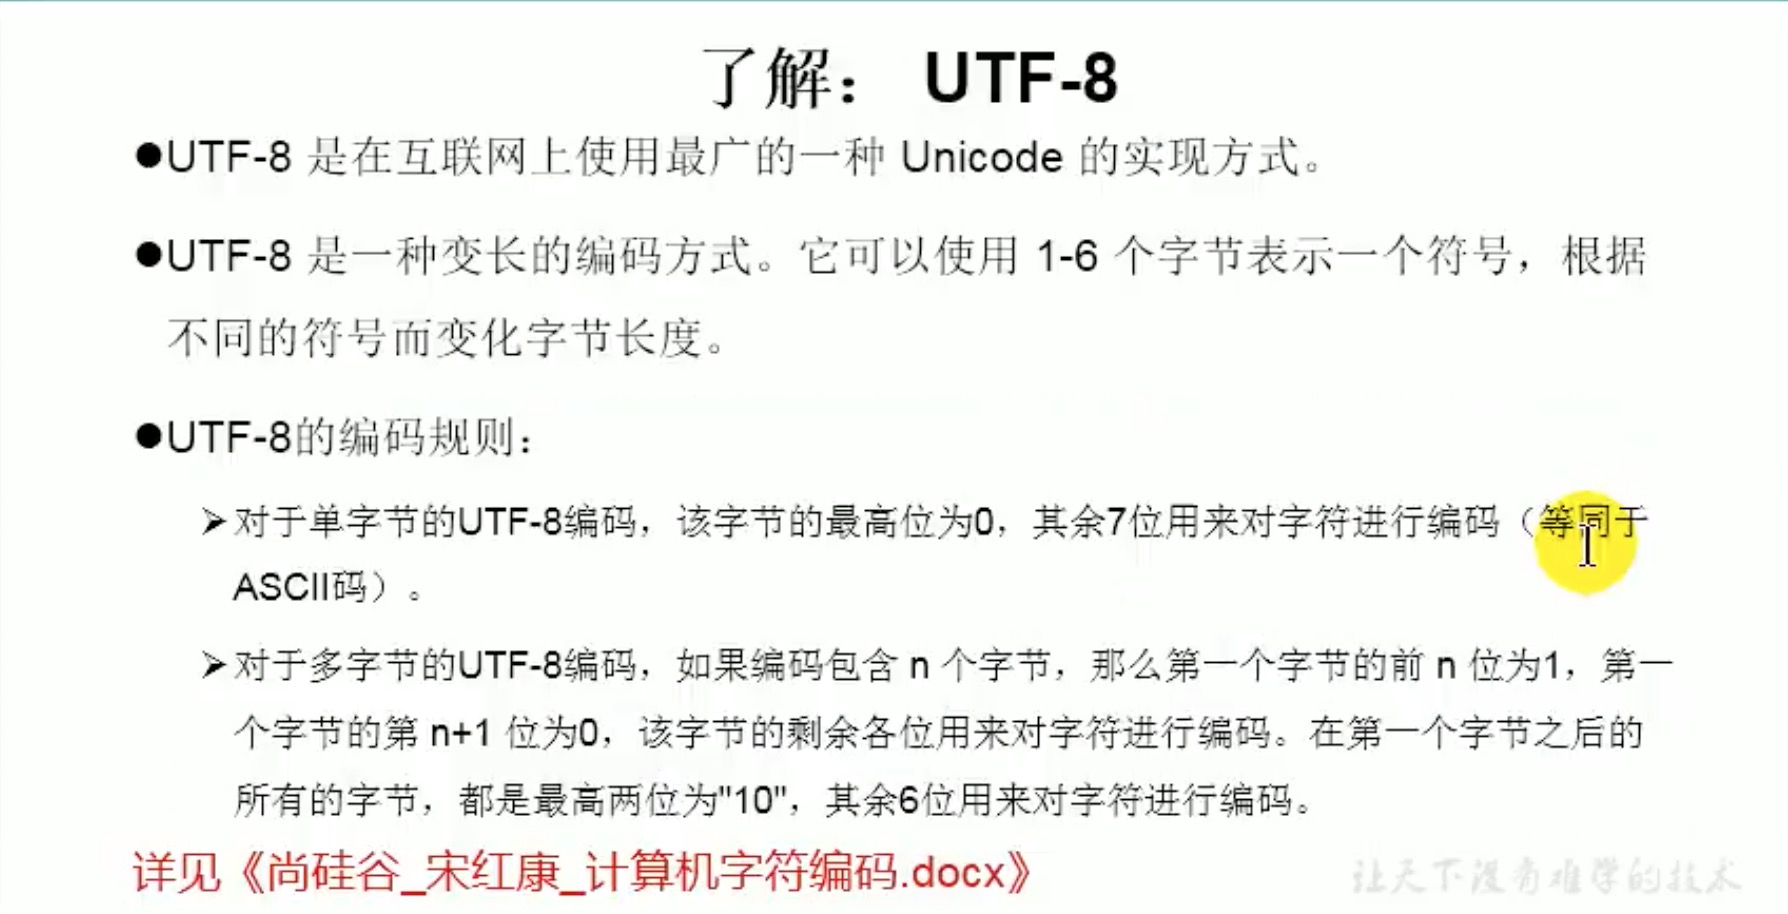 了解： UTF-8
●UTF-8 是在互联网上使用最广的一种 Unicode 的实现方式。
●UTF-8 是一种变长的编码方式。它可以使用 1-6 个字节表示一个符号，根据
不同的符号而变化字节长度。
●UTF-8的编码规则：
➢对于单字节的UTF-8编码，该字节的最高位为0，其余7位用来对字符进行编码（等同于
ASCII码）。
➢对于多字节的UTF-8编码，如果编码包含 n 个字节，那么第一个字节的前 n 位为1，第一
个字节的第 n+1 位为0，该字节的剩余各位用来对字符进行编码。在第一个字节之后的
所有的字节，都是最高两位为"10"，其余6位用来对字符进行编码。
详见《尚硅谷_宋红康_计算机字符编码.docx》
让天下没有难学的技术